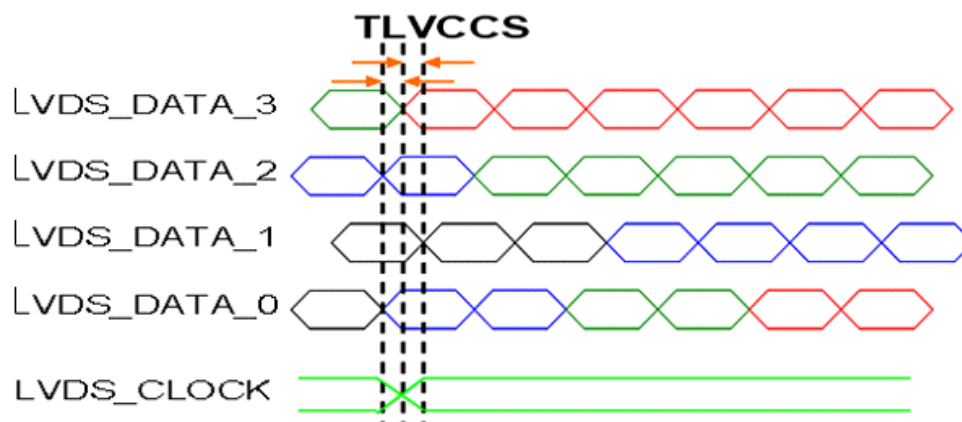 TLVCCS
LVDS_DATA_3
LVDS_DATA_2
LVDS_DATA_1
LVDS_DATA_0
LVDS_CLOCK